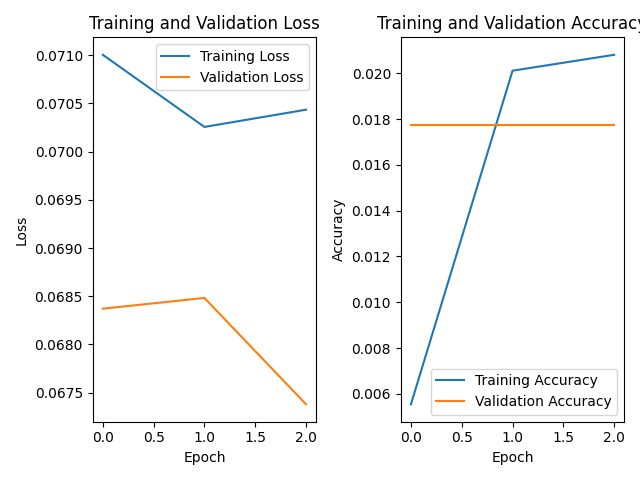 Training and Validation Loss
Training Loss
Validation Loss
0.0710
0.0705
0.0700
0.0695
0.0690
0.0685
0.0680
0.0675
Loss
0.0 0.5 1.0 1.5 2.0
Epoch
Training and Validation Accuracy
0.020
0.018
0.016
0.014
0.012
0.010
0.008
0.006
Accuracy
Training Accuracy
Validation Accuracy
0.0 0.5 1.0 1.5 2.0
Epoch